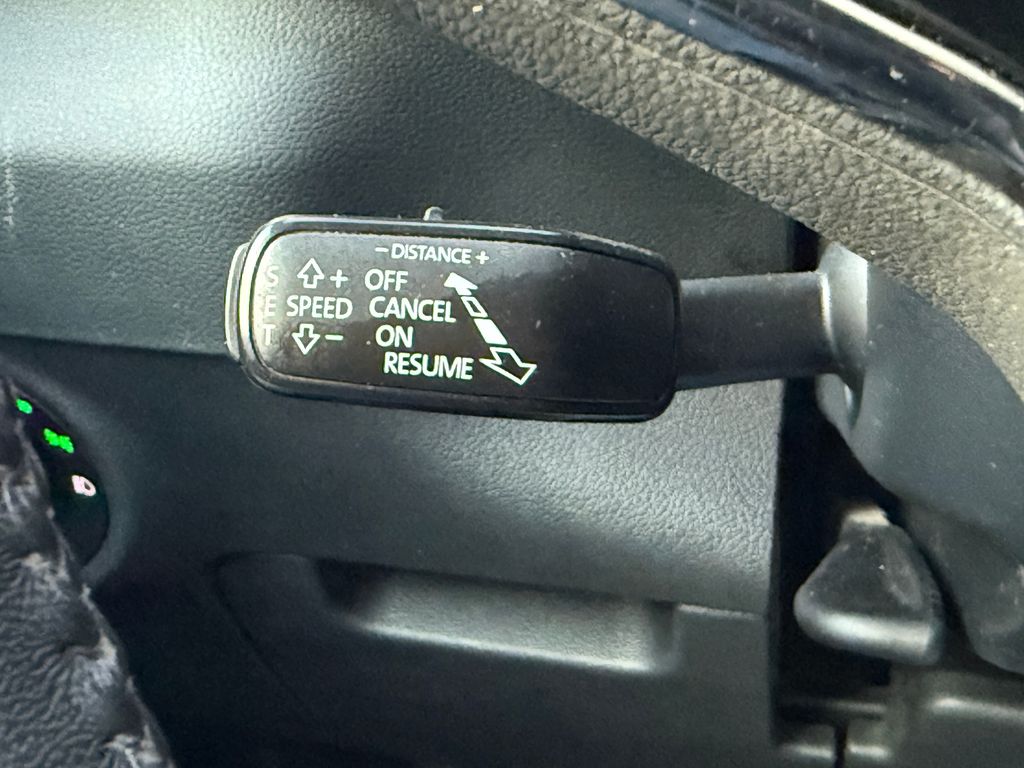 − DISTANCE +
S + OFF
E SPEED CANCEL
T − ON
RESUME